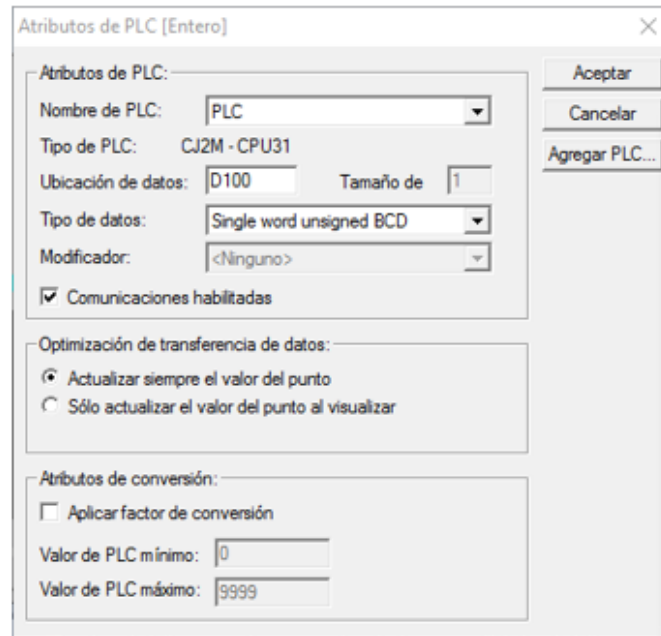 Atributos de PLC [Entero]
Atributos de PLC:
Nombre de PLC: PLC
Tipo de PLC: CJ2M - CPU31
Ubicación de datos: D100 Tamaño de 1
Tipo de datos: Single word unsigned BCD
Modificador: <Ninguno>
Comunicaciones habilitadas
Aceptar
Cancelar
Agregar PLC...
Optimización de transferencia de datos:
Actualizar siempre el valor del punto
Sólo actualizar el valor del punto al visualizar
Atributos de conversión:
Aplicar factor de conversión
Valor de PLC mínimo: 0
Valor de PLC máximo: 9999